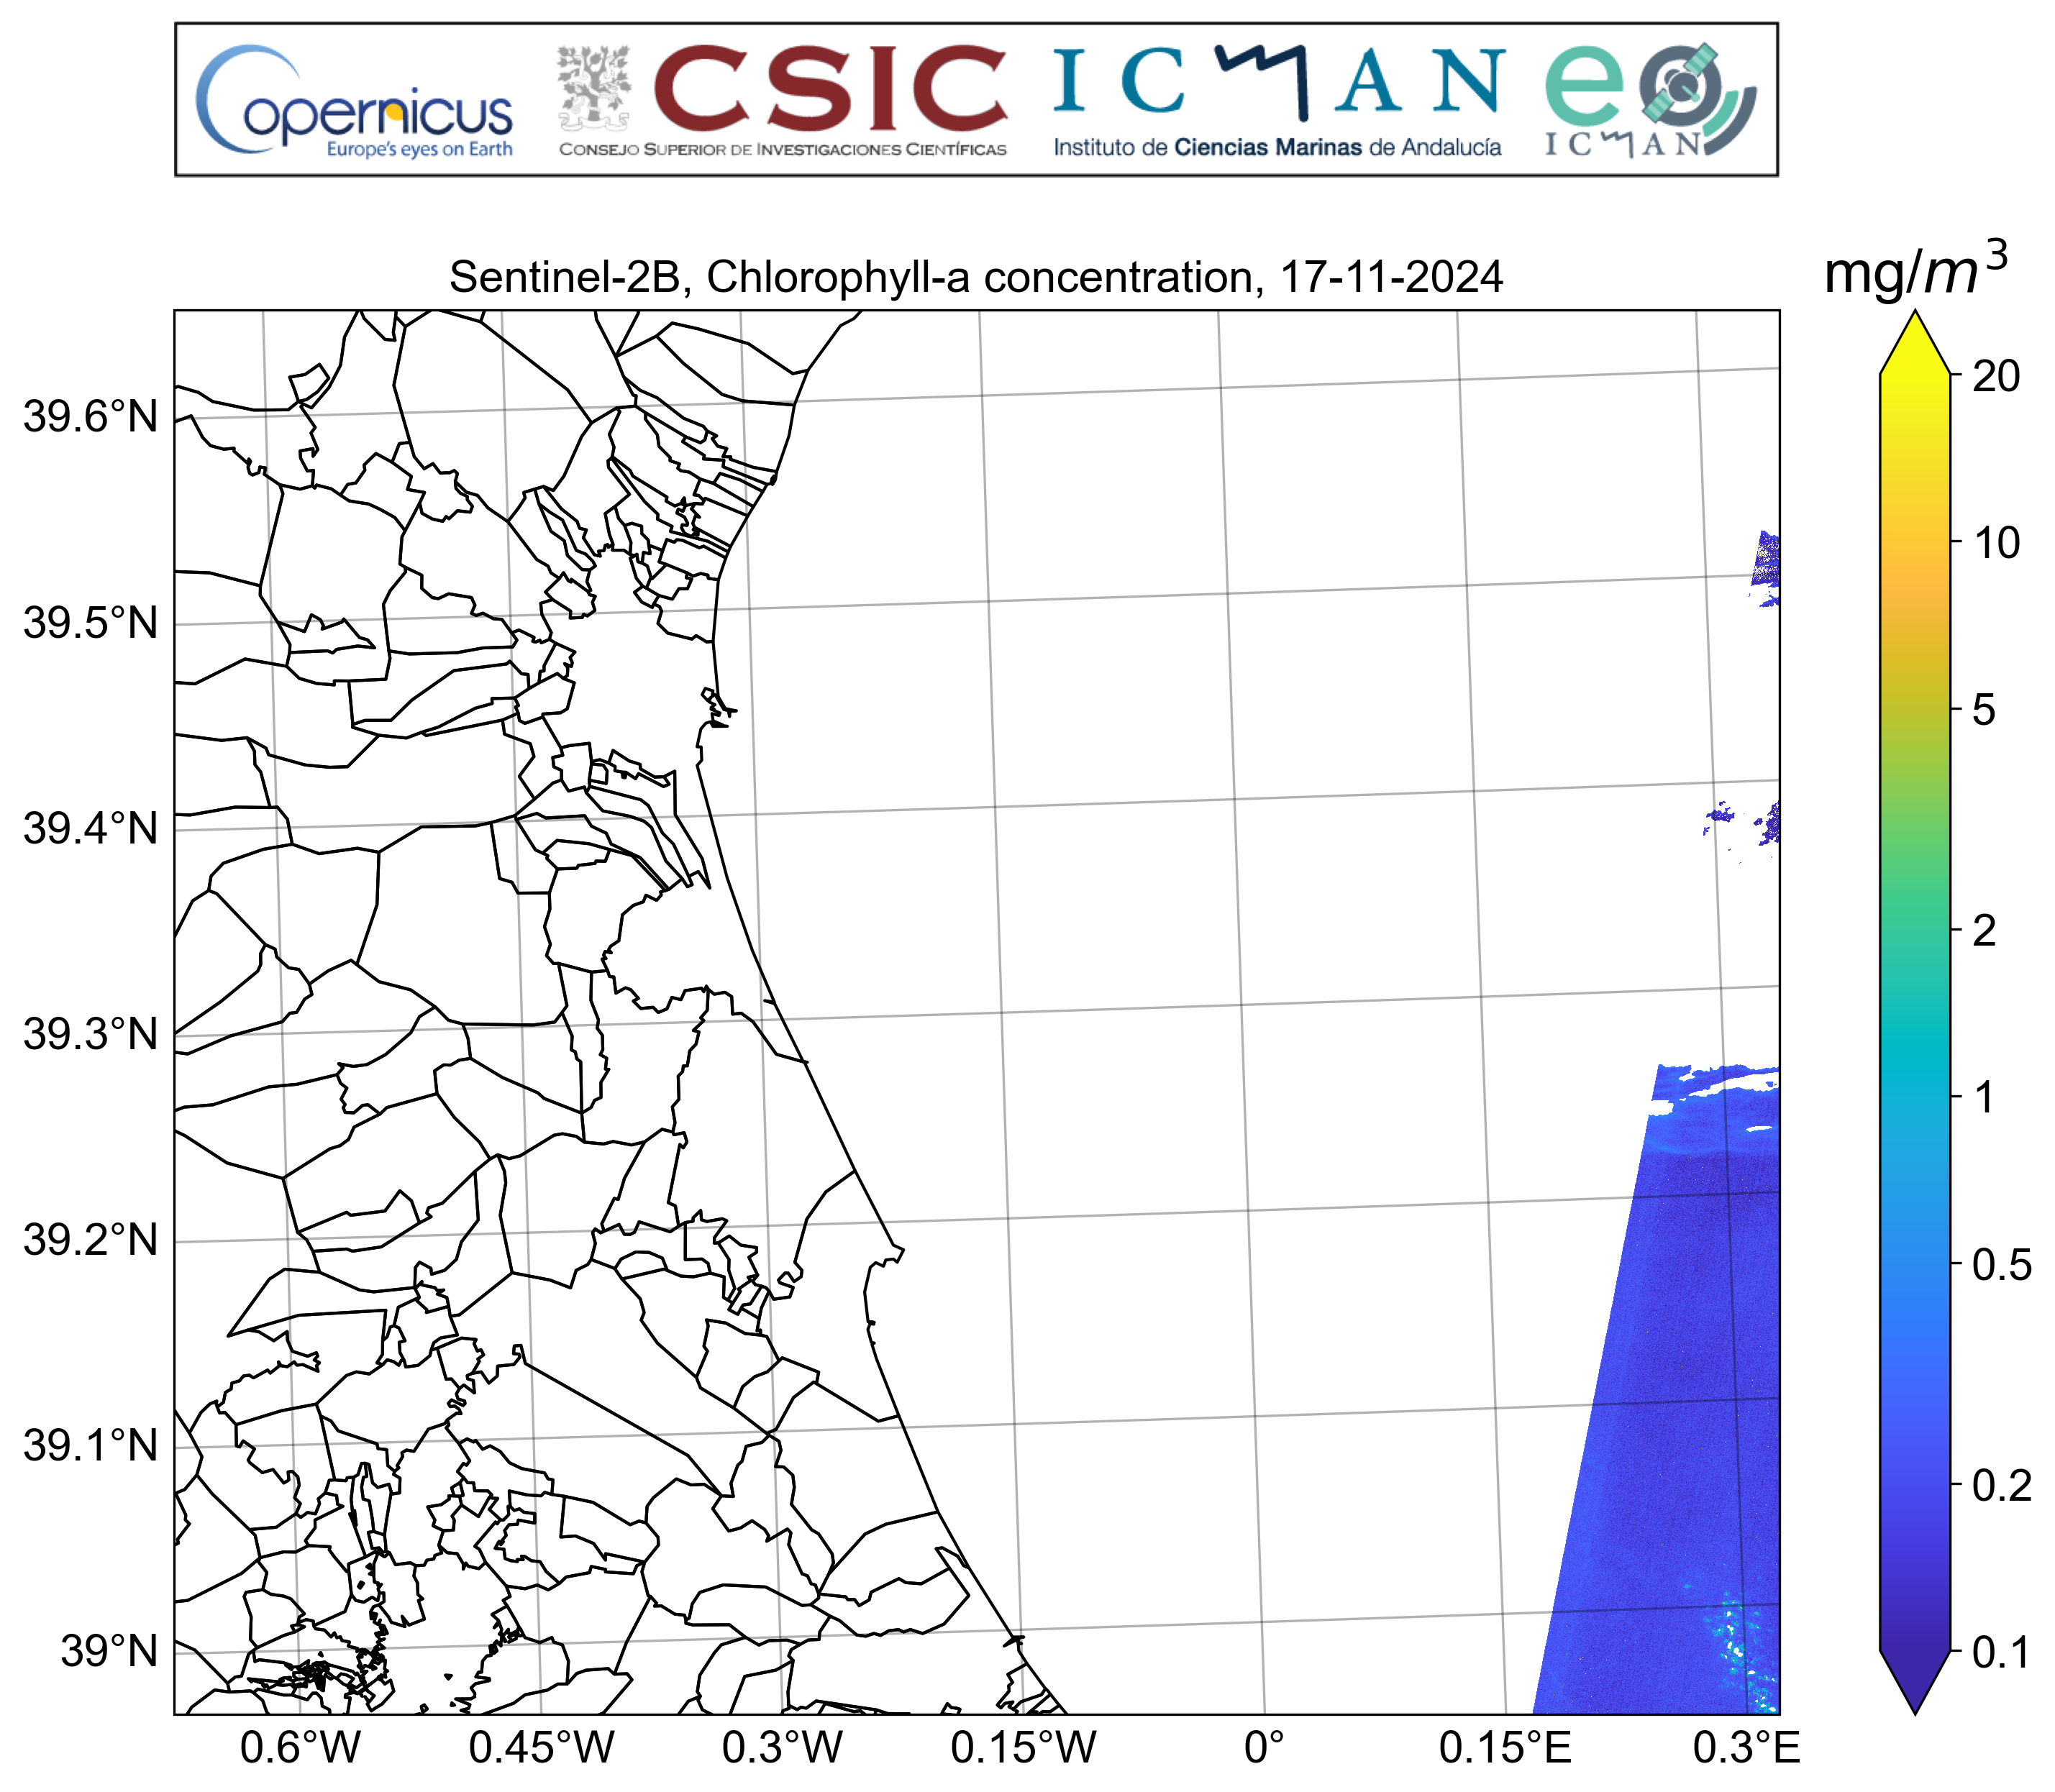 Copernicus
Europe's eyes on Earth
CSIC
CONSEJO SUPERIOR DE INVESTIGACIONES CIENTÍFICAS
ICMAN
Instituto de Ciencias Marinas de Andalucía
eo
ICMAN
Sentinel-2B, Chlorophyll-a concentration, 17-11-2024
mg/m³
39.6°N
39.5°N
39.4°N
39.3°N
39.2°N
39.1°N
39°N
0.6°W
0.45°W
0.3°W
0.15°W
0°
0.15°E
0.3°E
20
10
5
2
1
0.5
0.2
0.1